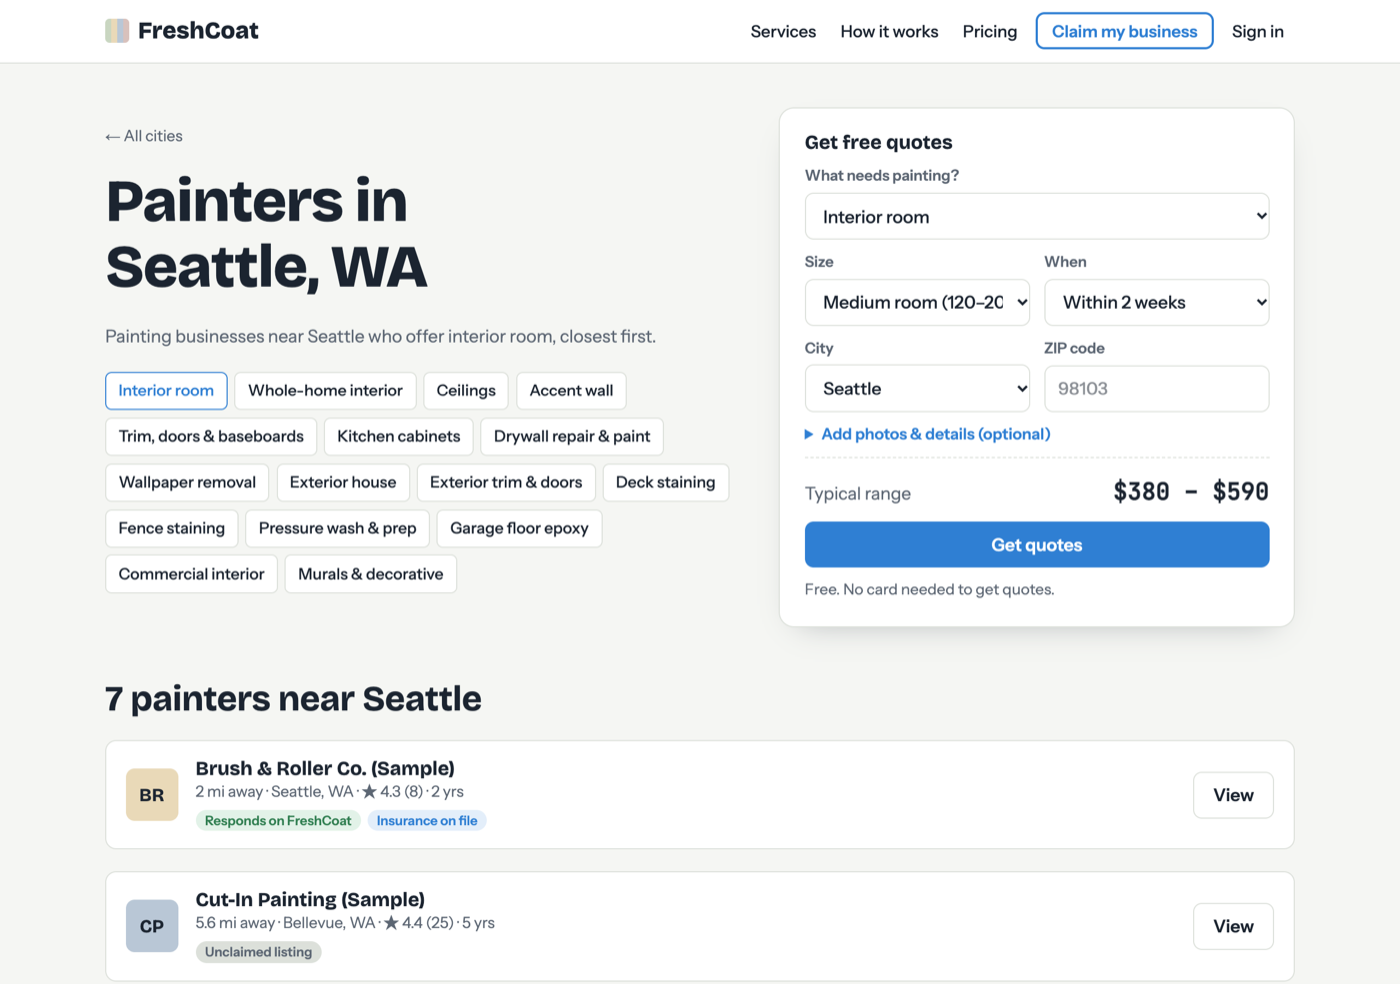 FreshCoat
Services How it works Pricing Claim my business Sign in
← All cities
Painters in
Seattle, WA
Painting businesses near Seattle who offer interior room, closest first.
Interior room Whole-home interior Ceilings Accent wall
Trim, doors & baseboards Kitchen cabinets Drywall repair & paint
Wallpaper removal Exterior house Exterior trim & doors Deck staining
Fence staining Pressure wash & prep Garage floor epoxy
Commercial interior Murals & decorative
Get free quotes
What needs painting?
Interior room
Size When
Medium room (120–20 Within 2 weeks
City ZIP code
Seattle 98103
▶ Add photos & details (optional)
Typical range $380 – $590
Get quotes
Free. No card needed to get quotes.
7 painters near Seattle
BR
Brush & Roller Co. (Sample)
2 mi away · Seattle, WA · ★ 4.3 (8) · 2 yrs
Responds on FreshCoat Insurance on file
View
CP
Cut-In Painting (Sample)
5.6 mi away · Bellevue, WA · ★ 4.4 (25) · 5 yrs
Unclaimed listing
View